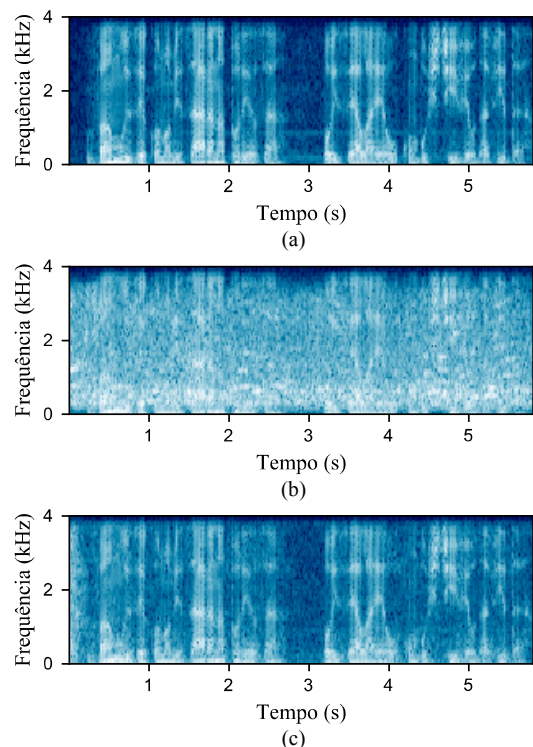 4
2
0
Frequência (kHz)
1 2 3 4 5
Tempo (s)
(a)
4
2
0
Frequência (kHz)
1 2 3 4 5
Tempo (s)
(b)
4
2
0
Frequência (kHz)
1 2 3 4 5
Tempo (s)
(c)